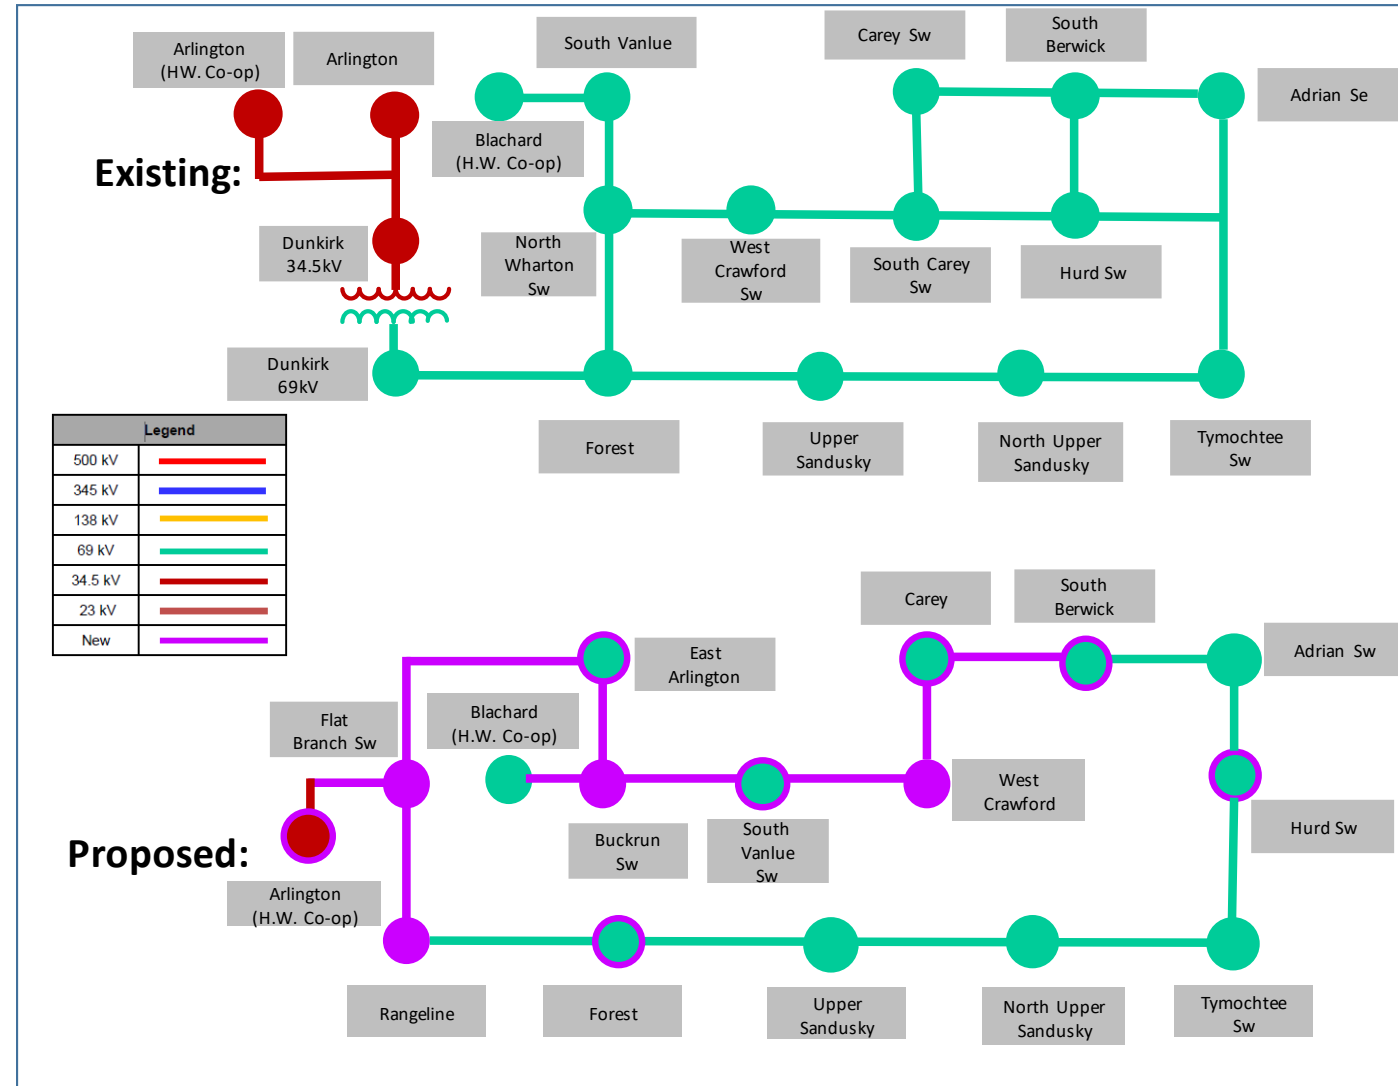 Arlington
(HW. Co-op)
Arlington
South Vanlue
Carey Sw
South
Berwick
Adrian Se
Blachard
(H.W. Co-op)
Existing:
Dunkirk
34.5kV
North
Wharton
Sw
West
Crawford
Sw
South Carey
Sw
Hurd Sw
Dunkirk
69kV
Forest
Upper
Sandusky
North Upper
Sandusky
Tymochtee
Sw
Legend
500 kV
345 kV
138 kV
69 kV
34.5 kV
23 kV
New
Carey
South
Berwick
Adrian Sw
East
Arlington
Flat
Branch Sw
Blachard
(H.W. Co-op)
West
Crawford
Hurd Sw
Proposed:
Buckrun
Sw
South
Vanlue
Sw
Arlington
(H.W. Co-op)
Rangeline
Forest
Upper
Sandusky
North Upper
Sandusky
Tymochtee
Sw